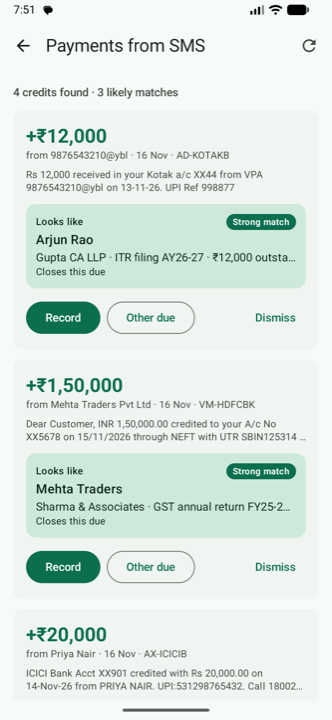 7:51
Payments from SMS
4 credits found · 3 likely matches
+₹12,000
from 9876543210@ybl · 16 Nov · AD-KOTAKB
Rs 12,000 received in your Kotak a/c XX44 from VPA
9876543210@ybl on 13-11-26. UPI Ref 998877
Looks like
Strong match
Arjun Rao
Gupta CA LLP · ITR filing AY26-27 · ₹12,000 outsta...
Closes this due
Record
Other due
Dismiss
+₹1,50,000
from Mehta Traders Pvt Ltd · 16 Nov · VM-HDFCBK
Dear Customer, INR 1,50,000.00 credited to your A/c No
XX5678 on 15/11/2026 through NEFT with UTR SBIN125314 ...
Looks like
Strong match
Mehta Traders
Sharma & Associates · GST annual return FY25-2...
Closes this due
Record
Other due
Dismiss
+₹20,000
from Priya Nair · 16 Nov · AX-ICICIB
ICICI Bank Acct XX901 credited with Rs 20,000.00 on
14-Nov-26 from PRIYA NAIR. UPI:531298765432. Call 18002...